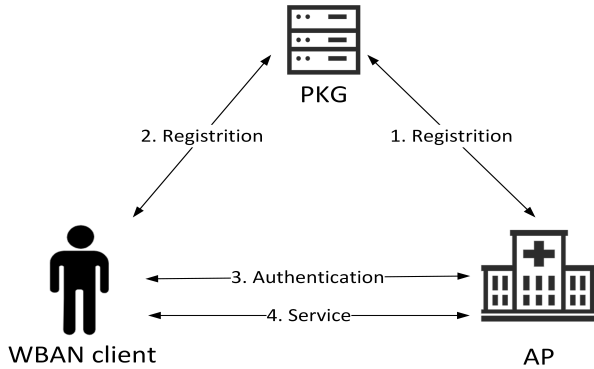 PKG
2. Registrition
1. Registrition
3. Authentication
4. Service
WBAN client
AP